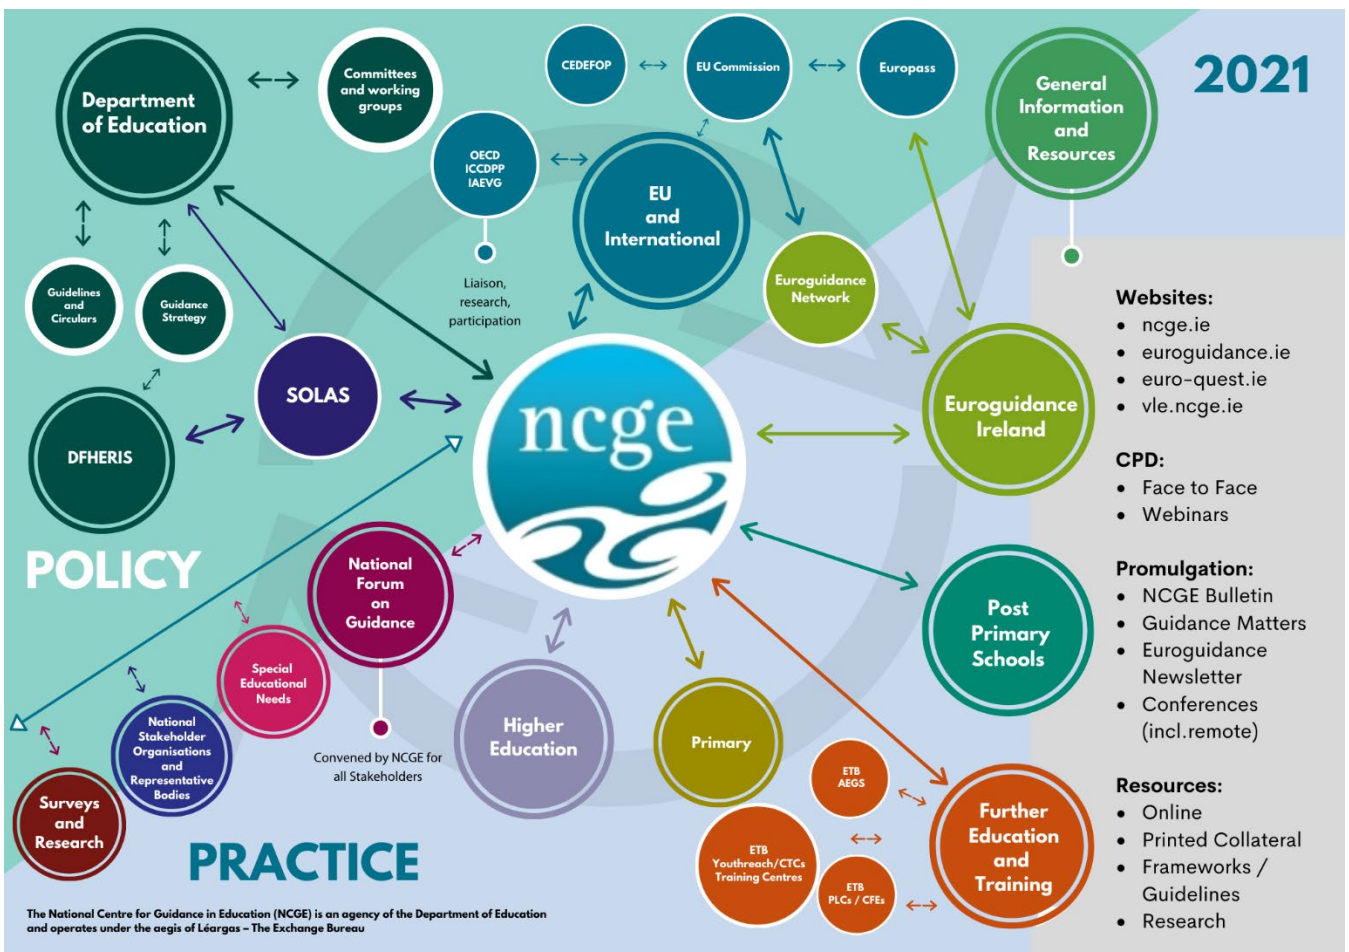 2021
Department
of Education
Committees
and working
groups
CEDEFOP
EU Commission
Europass
General
Information
and
Resources
OECD
ICCDPP
IAEVG
EU
and
International
Liaison,
research,
participation
Guidelines
and
Circulars
Guidance
Strategy
Euroguidance
Network
SOLAS
DFHERIS
ncge
Euroguidance
Ireland
POLICY
National
Forum
on
Guidance
Convened by NCGE for
all Stakeholders
Special
Educational
Needs
National
Stakeholder
Organisations
and
Representative
Bodies
Surveys
and
Research
Higher
Education
Primary
Post
Primary
Schools
ETB
AEGS
ETB
Youthreach/CTCs
Training Centres
ETB
PLCs / CFEs
Further
Education
and
Training
PRACTICE
Websites:
• ncge.ie
• euroguidance.ie
• euro-quest.ie
• vle.ncge.ie
CPD:
• Face to Face
• Webinars
Promulgation:
• NCGE Bulletin
• Guidance Matters
• Euroguidance
Newsletter
• Conferences
(incl.remote)
Resources:
• Online
• Printed Collateral
• Frameworks /
Guidelines
• Research
The National Centre for Guidance in Education (NCGE) is an agency of the Department of Education
and operates under the aegis of Léargas – The Exchange Bureau